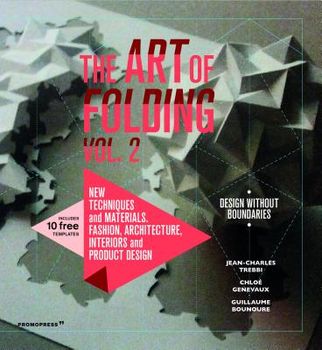 THE ART OF
FOLDING
VOL. 2
NEW
TECHNIQUES
and MATERIALS.
FASHION, ARCHITECTURE,
INTERIORS and
PRODUCT DESIGN
INCLUDES
10 free
TEMPLATES
DESIGN WITHOUT
BOUNDARIES
JEAN-CHARLES
TREBBI
CHLOÉ
GENEVAUX
GUILLAUME
BOUNOURE
PROMOPRESS